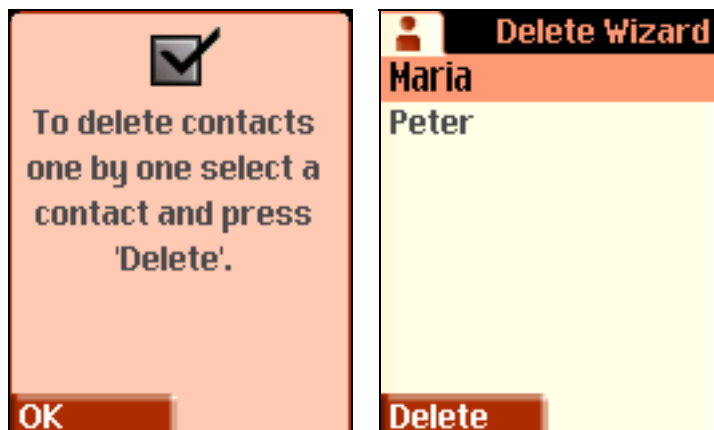 To delete contacts
one by one select a
contact and press
'Delete'.
OK
Delete Wizard
Maria
Peter
Delete